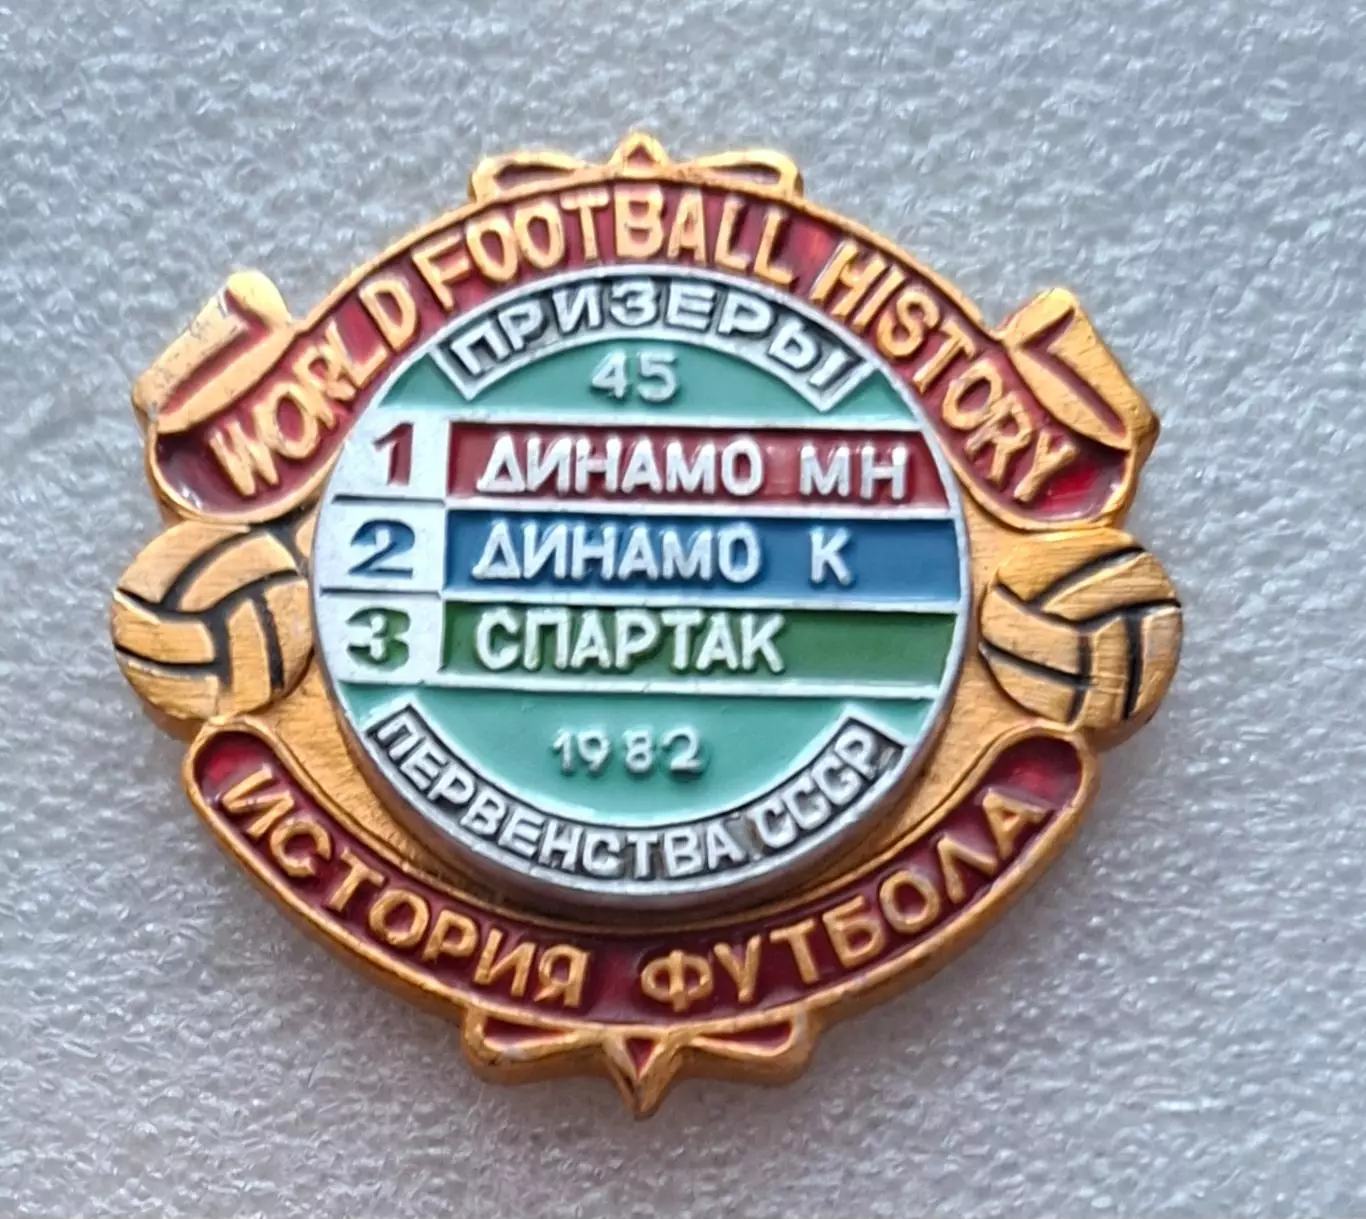 WORLD FOOTBALL HISTORY
ПРИЗЕРЫ
45
1 ДИНАМО МН
2 ДИНАМО К
3 СПАРТАК
1982
ПЕРВЕНСТВА СССР
ИСТОРИЯ ФУТБОЛА